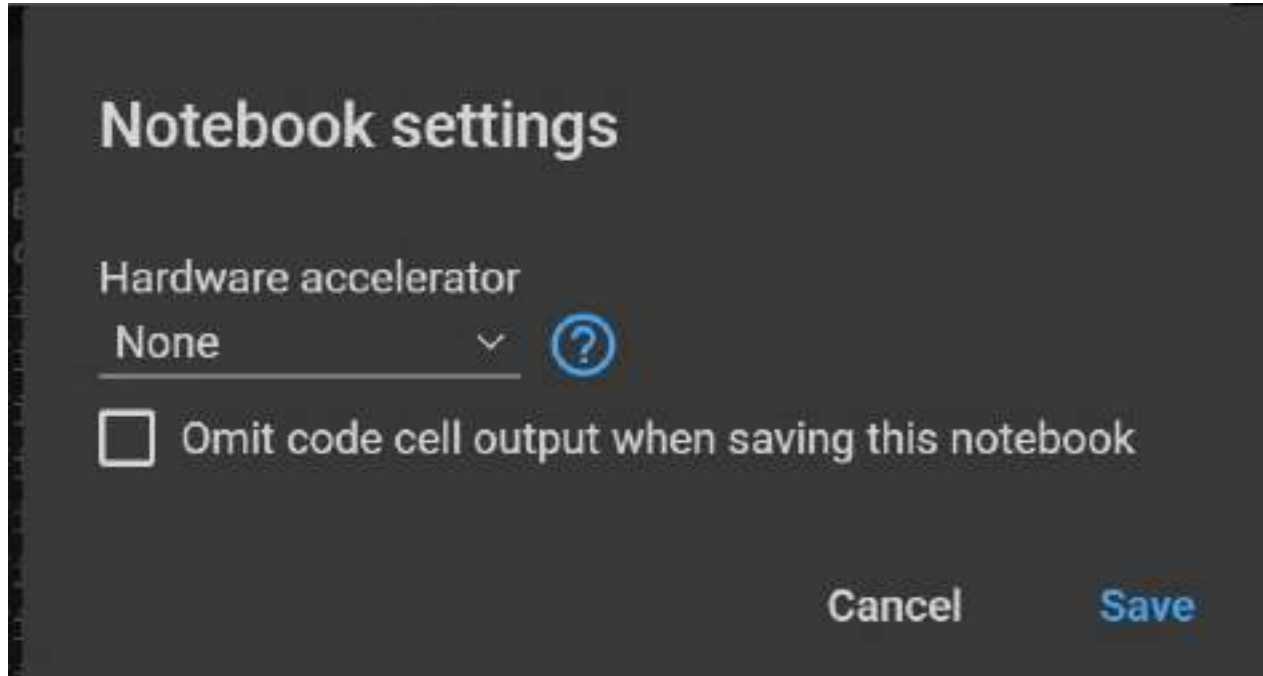 Notebook settings
Hardware accelerator
None
?
Omit code cell output when saving this notebook
Cancel
Save